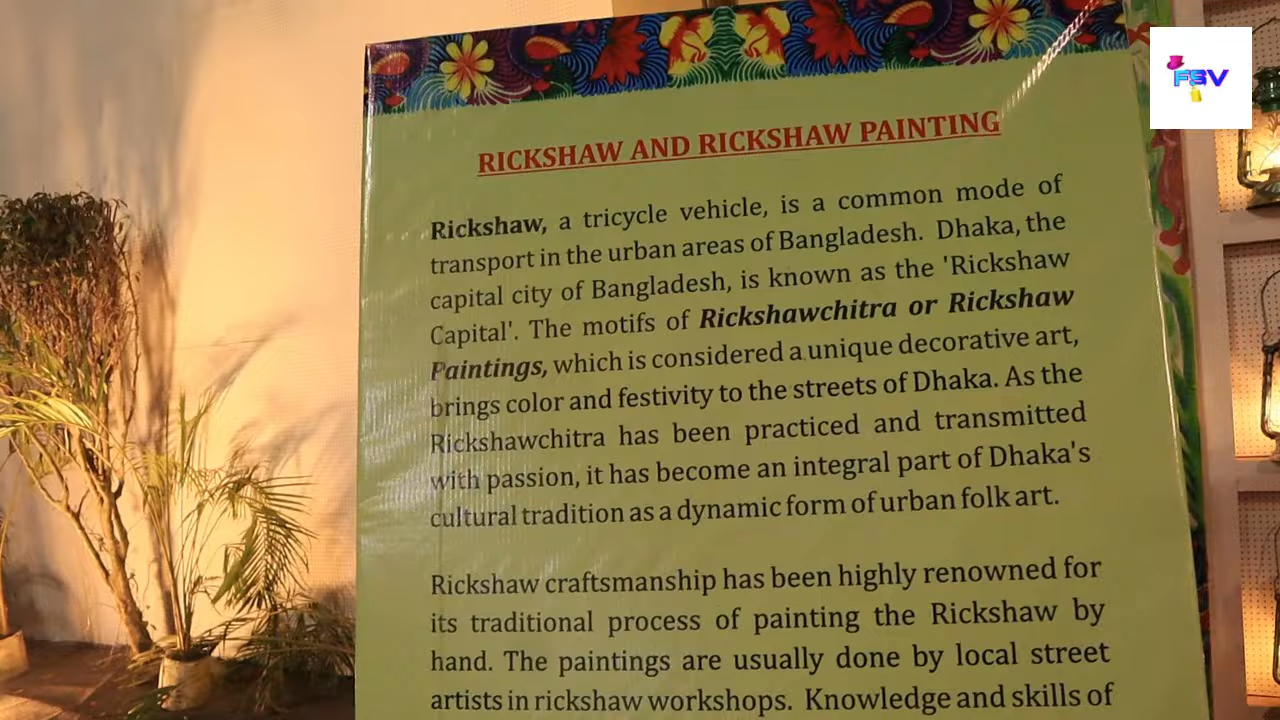 FSV
RICKSHAW AND RICKSHAW PAINTING
Rickshaw, a tricycle vehicle, is a common mode of
transport in the urban areas of Bangladesh. Dhaka, the
capital city of Bangladesh, is known as the 'Rickshaw
Capital'. The motifs of Rickshawchitra or Rickshaw
Paintings, which is considered a unique decorative art,
brings color and festivity to the streets of Dhaka. As the
Rickshawchitra has been practiced and transmitted
with passion, it has become an integral part of Dhaka's
cultural tradition as a dynamic form of urban folk art.
Rickshaw craftsmanship has been highly renowned for
its traditional process of painting the Rickshaw by
hand. The paintings are usually done by local street
artists in rickshaw workshops. Knowledge and skills of